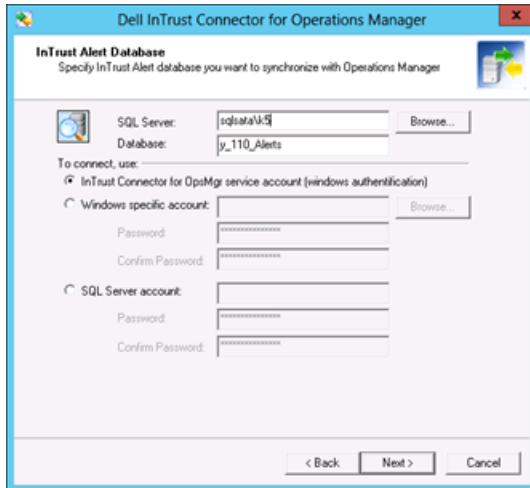 Dell InTrust Connector for Operations Manager
x
InTrust Alert Database
Specify InTrust Alert database you want to synchronize with Operations Manager
SQL Server: sqlsata\k5 Browse...
Database: y_110_Alerts
To connect, use:
InTrust Connector for OpsMgr service account (windows authentification)
Windows specific account: Browse...
Password: ***************
Confirm Password: ***************
SQL Server account:
Password: ***************
Confirm Password: ***************
< Back Next > Cancel